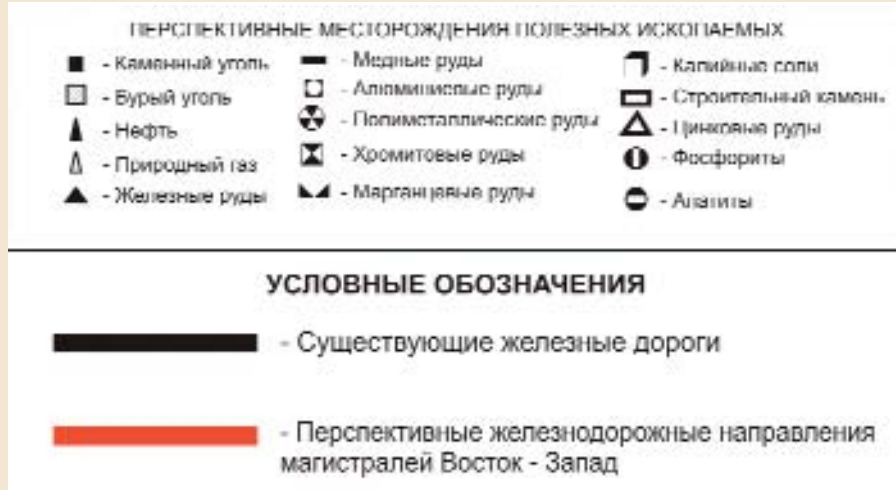 ПЕРСПЕКТИВНЫЕ МЕСТОРОЖДЕНИЯ ПОЛЕЗНЫХ ИСКОПАЕМЫХ
- Каменный уголь
- Бурый уголь
- Нефть
- Природный газ
- Железные руды
- Медные руды
- Алюминиевые руды
- Полиметаллические руды
- Хромитовые руды
- Марганцевые руды
- Калийные соли
- Строительный камень
- Цинковые руды
- Фосфориты
- Апатиты
УСЛОВНЫЕ ОБОЗНАЧЕНИЯ
- Существующие железные дороги
- Перспективные железнодорожные направления
магистралей Восток - Запад